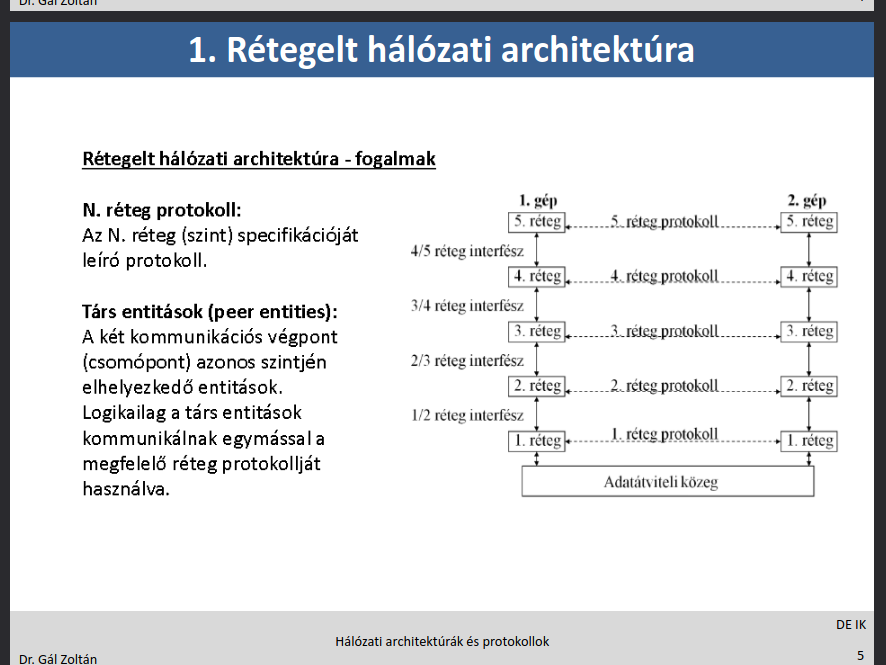 Dr. Gál Zoltán
1. Rétegelt hálózati architektúra
Rétegelt hálózati architektúra - fogalmak
N. réteg protokoll:
Az N. réteg (szint) specifikációját
leíró protokoll.
Társ entitások (peer entities):
A két kommunikációs végpont
(csomópont) azonos szintjén
elhelyezkedő entitások.
Logikailag a társ entitások
kommunikálnak egymással a
megfelelő réteg protokollját
használva.
1. gép 2. gép
5. réteg 5. réteg protokoll 5. réteg
4/5 réteg interfész
4. réteg 4. réteg protokoll 4. réteg
3/4 réteg interfész
3. réteg 3. réteg protokoll 3. réteg
2/3 réteg interfész
2. réteg 2. réteg protokoll 2. réteg
1/2 réteg interfész
1. réteg 1. réteg protokoll 1. réteg
Adatátviteli közeg
DE IK
Hálózati architektúrák és protokollok
Dr. Gál Zoltán 5